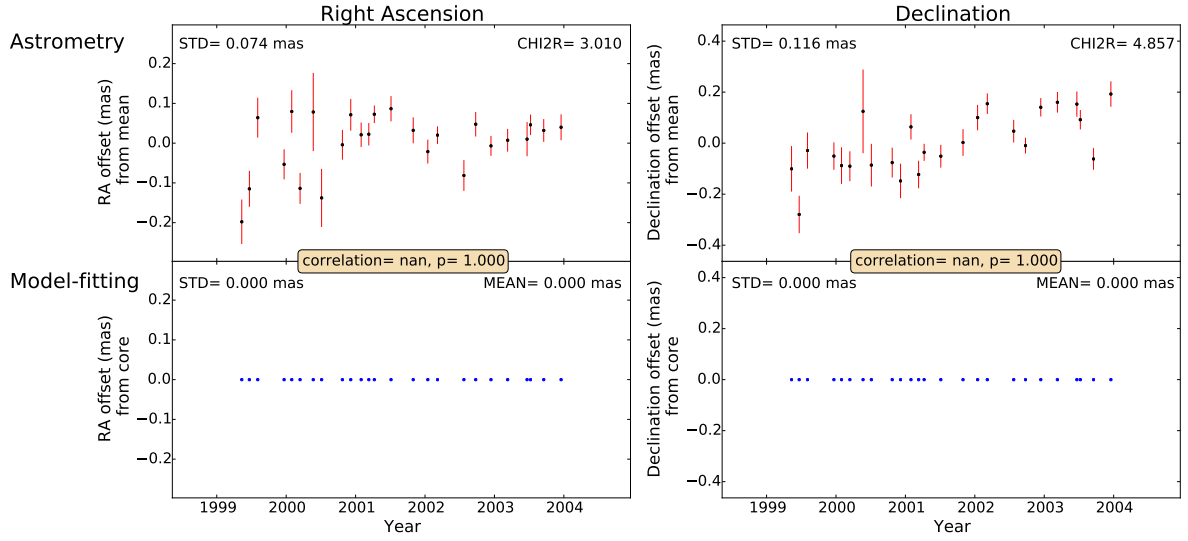 Right Ascension
Declination
Astrometry
STD= 0.074 mas
CHI2R= 3.010
STD= 0.116 mas
CHI2R= 4.857
RA offset (mas)
from mean
0.2
0.1
0.0
−0.1
−0.2
Declination offset (mas)
from mean
0.4
0.2
0.0
−0.2
−0.4
correlation= nan, p= 1.000
correlation= nan, p= 1.000
Model-fitting
STD= 0.000 mas
MEAN= 0.000 mas
STD= 0.000 mas
MEAN= 0.000 mas
RA offset (mas)
from core
0.2
0.1
0.0
−0.1
−0.2
Declination offset (mas)
from core
0.4
0.2
0.0
−0.2
−0.4
1999 2000 2001 2002 2003 2004
Year
1999 2000 2001 2002 2003 2004
Year